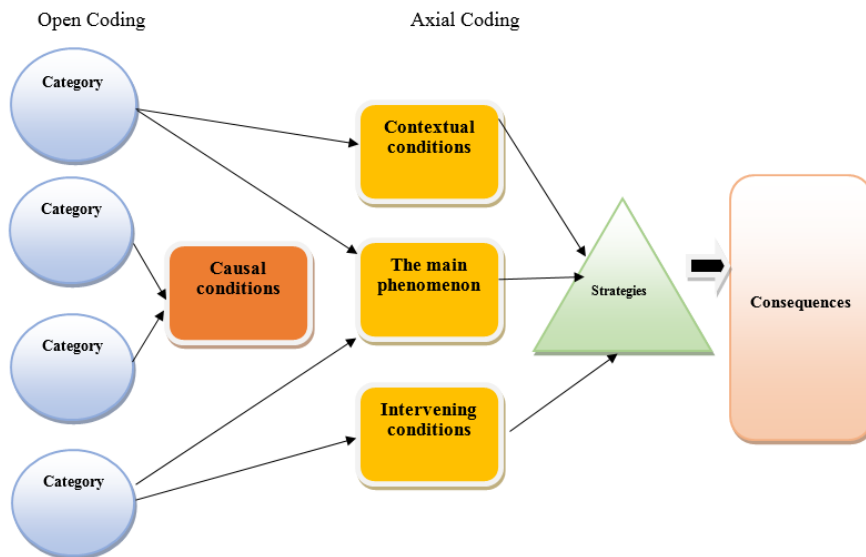 Open Coding
Axial Coding
Category
Category
Category
Category
Causal
conditions
Contextual
conditions
The main
phenomenon
Intervening
conditions
Strategies
Consequences